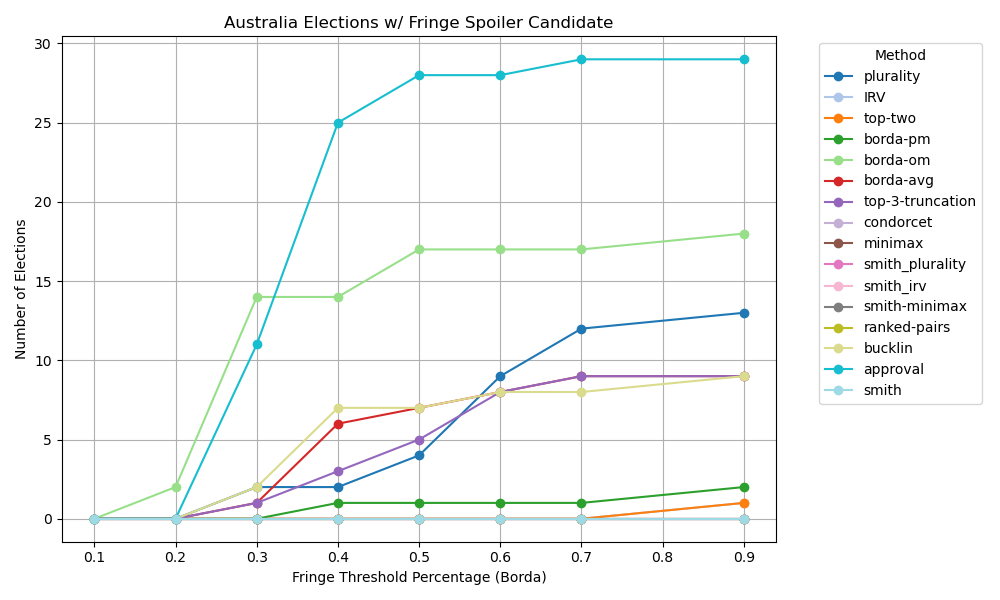 Australia Elections w/ Fringe Spoiler Candidate
Number of Elections
30
25
20
15
10
5
0
0.1 0.2 0.3 0.4 0.5 0.6 0.7 0.8 0.9
Fringe Threshold Percentage (Borda)
Method
plurality
IRV
top-two
borda-pm
borda-om
borda-avg
top-3-truncation
condorcet
minimax
smith_plurality
smith_irv
smith-minimax
ranked-pairs
bucklin
approval
smith